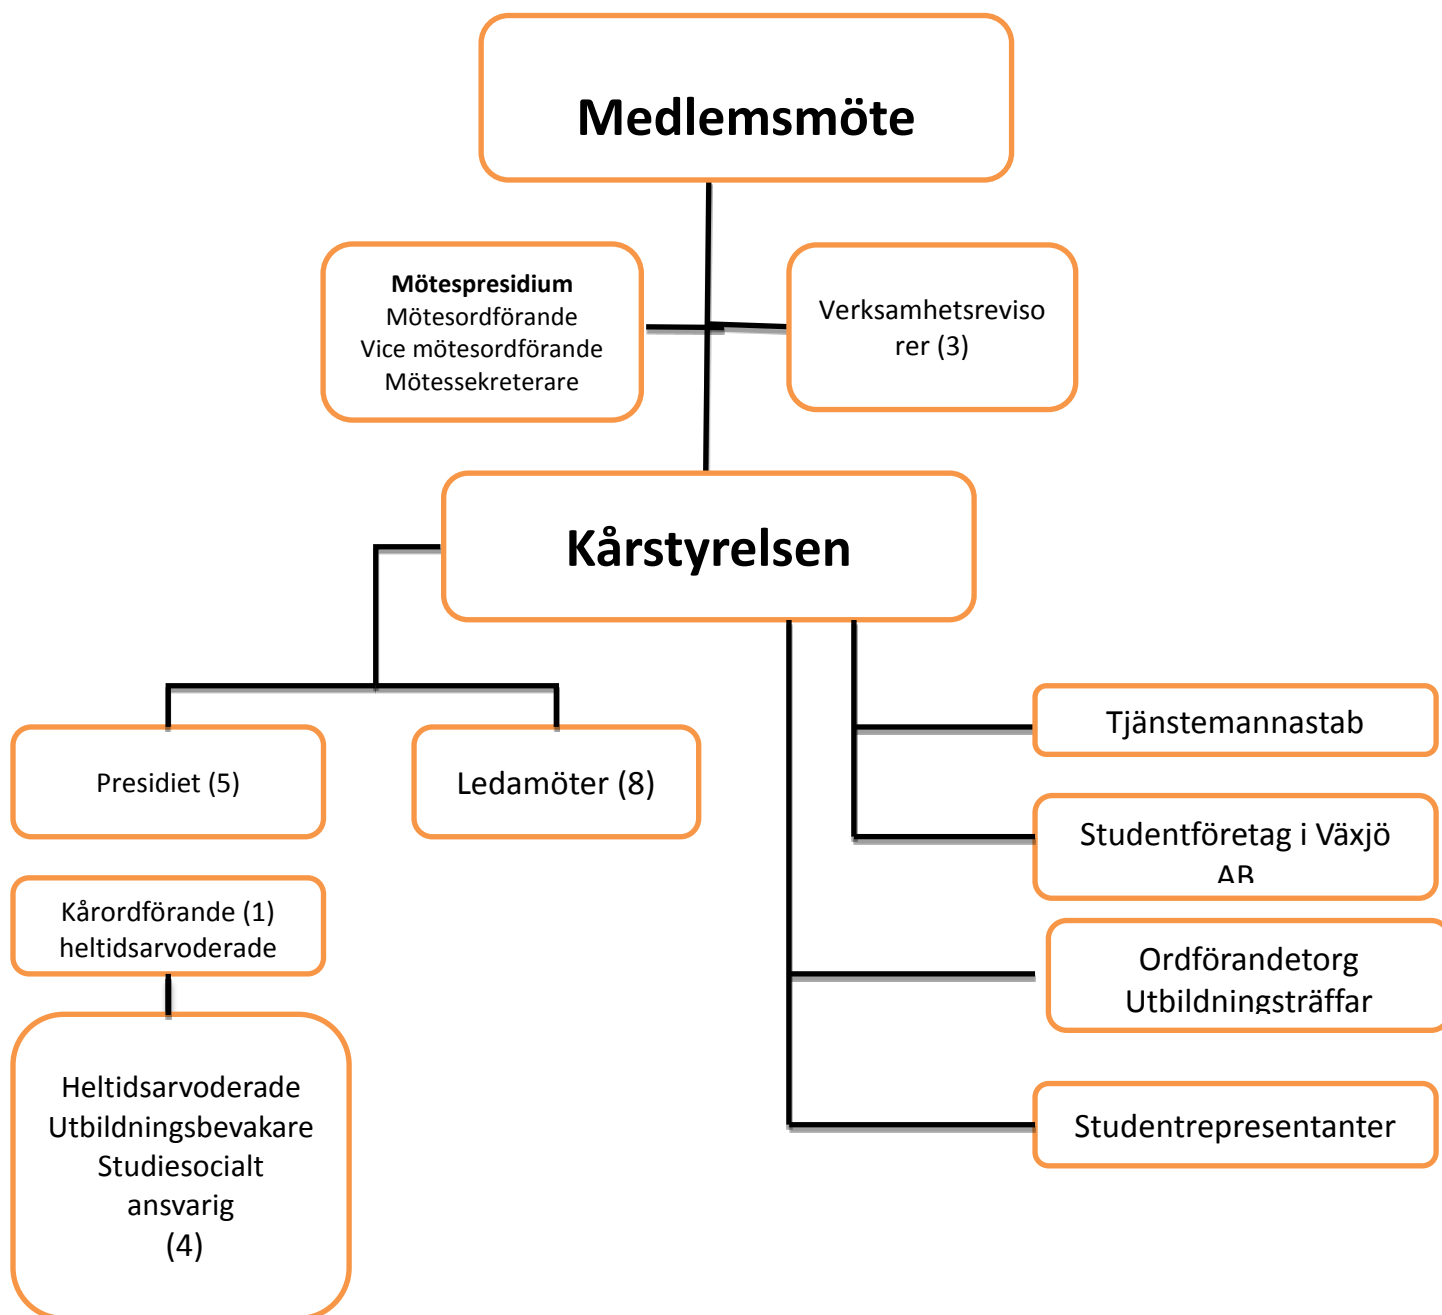 Medlemsmöte
Mötespresidium
Mötesordförande
Vice mötesordförande
Mötessekreterare
Verksamhetsreviso
rer (3)
Kårstyrelsen
Presidiet (5)
Ledamöter (8)
Kårordförande (1)
heltidsarvoderade
Heltidsarvoderade
Utbildningsbevakare
Studiesocialt
ansvarig
(4)
Tjänstemannastab
Studentföretag i Växjö
AB
Ordförandetorg
Utbildningsträffar
Studentrepresentanter